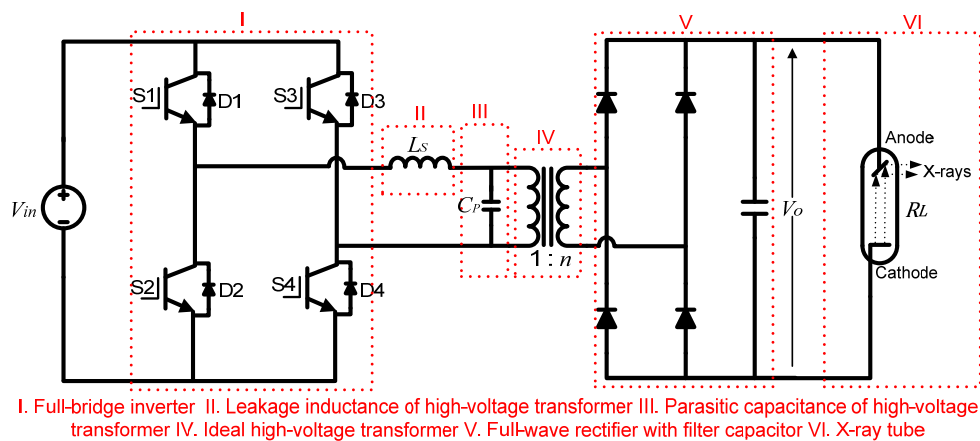 I
V
VI
S1
D1
S3
D3
II
III
IV
LS
Anode
X-rays
Vin
CP
Vo
RL
1 : n
Cathode
S2
D2
S4
D4
I. Full-bridge inverter II. Leakage inductance of high-voltage transformer III. Parasitic capacitance of high-voltage
transformer IV. Ideal high-voltage transformer V. Full-wave rectifier with filter capacitor VI. X-ray tube